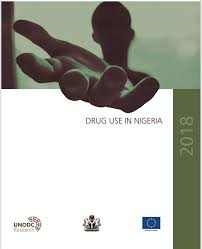 DRUG USE IN NIGERIA
2018
UNODC
Research